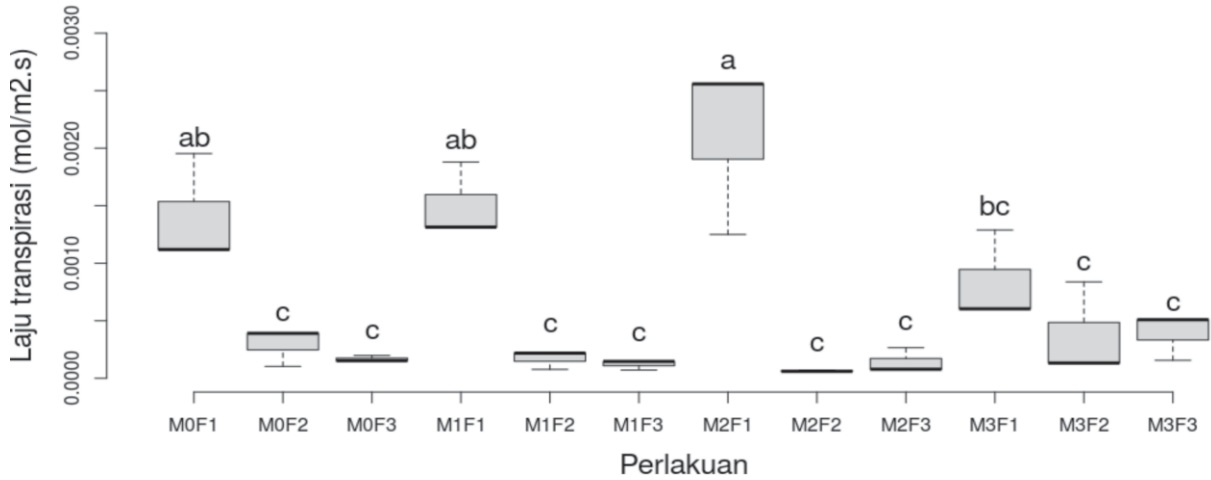 Laju transpirasi (mol/m2.s)
0.0030
0.0020
0.0010
0.0000
ab
c
c
ab
c
c
a
c
c
bc
c
c
M0F1 M0F2 M0F3 M1F1 M1F2 M1F3 M2F1 M2F2 M2F3 M3F1 M3F2 M3F3
Perlakuan